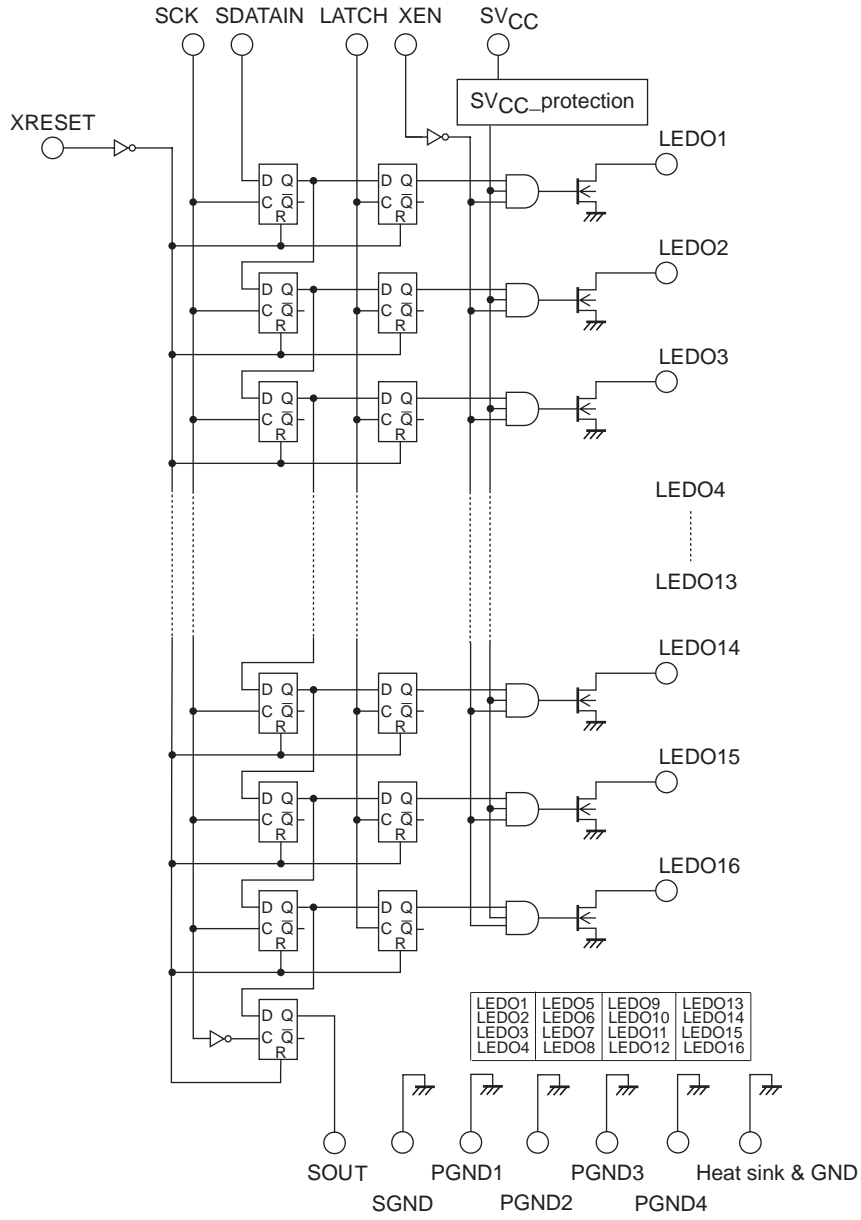 SCK SDATAIN LATCH XEN SVCC
SVCC_protection
XRESET
LEDO1
D Q D Q
C Q̅ C Q̅
R R
LEDO2
D Q D Q
C Q̅ C Q̅
R R
LEDO3
D Q D Q
C Q̅ C Q̅
R R
LEDO4
LEDO13
LEDO14
D Q D Q
C Q̅ C Q̅
R R
LEDO15
D Q D Q
C Q̅ C Q̅
R R
LEDO16
D Q D Q
C Q̅ C Q̅
R R
D Q
C Q̅
R
LEDO1 LEDO5 LEDO9 LEDO13
LEDO2 LEDO6 LEDO10 LEDO14
LEDO3 LEDO7 LEDO11 LEDO15
LEDO4 LEDO8 LEDO12 LEDO16
SOUT PGND1 PGND3 Heat sink & GND
SGND PGND2 PGND4